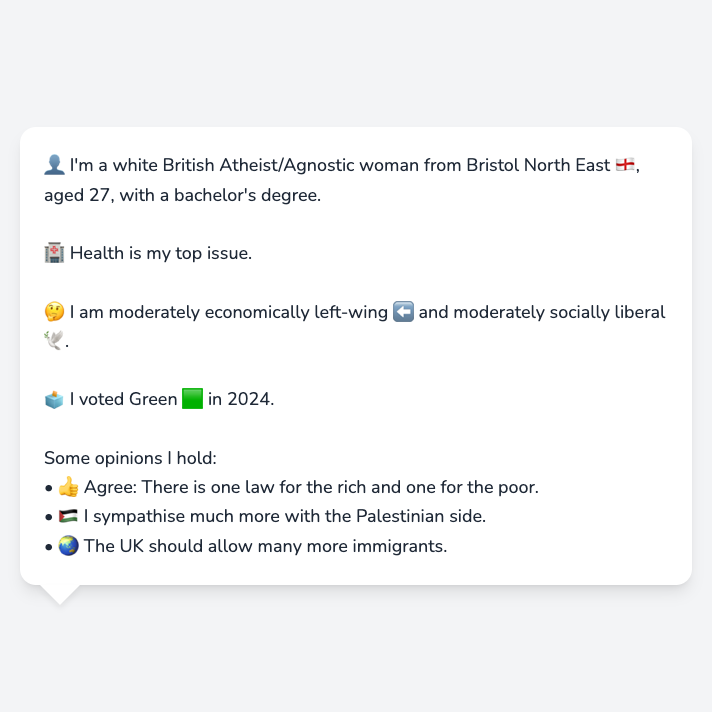 👤 I'm a white British Atheist/Agnostic woman from Bristol North East 🏴󠁧󠁢󠁥󠁮󠁧󠁿,
aged 27, with a bachelor's degree.
🏥 Health is my top issue.
🤔 I am moderately economically left-wing ⬅️ and moderately socially liberal
🕊️.
🗳️ I voted Green 🟩 in 2024.
Some opinions I hold:
• 👍 Agree: There is one law for the rich and one for the poor.
• 🇵🇸 I sympathise much more with the Palestinian side.
• 🌏 The UK should allow many more immigrants.